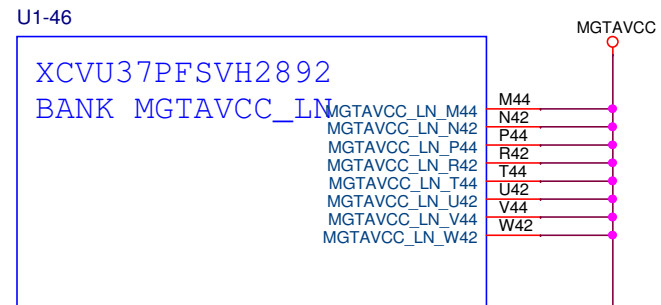 U1-46
MGTAVCC
XCVU37PFSVH2892
BANK MGTAVCC_LN
MGTAVCC_LN_M44 M44
MGTAVCC_LN_N42 N42
MGTAVCC_LN_P44 P44
MGTAVCC_LN_R42 R42
MGTAVCC_LN_T44 T44
MGTAVCC_LN_U42 U42
MGTAVCC_LN_V44 V44
MGTAVCC_LN_W42 W42